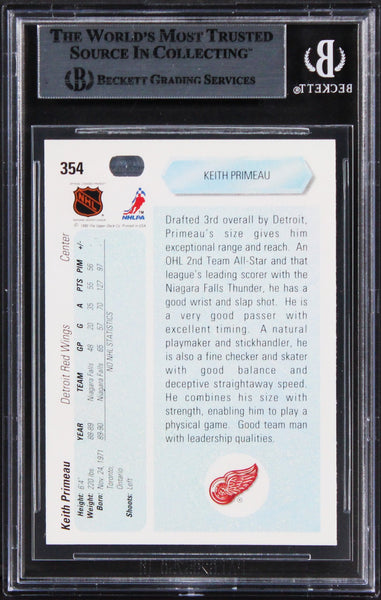 THE WORLD'S MOST TRUSTED
SOURCE IN COLLECTING™
BECKETT GRADING SERVICES
BECKETT
354
NHL
NHLPA
KEITH PRIMEAU
Drafted 3rd overall by Detroit,
Primeau's size gives him
exceptional range and reach. An
OHL 2nd Team All-Star and that
league's leading scorer with the
Niagara Falls Thunder, he has a
good wrist and slap shot. He is
a very good passer with
excellent timing. A natural
playmaker and stickhandler, he
is also a fine checker and skater
with good balance and
deceptive straightaway speed.
He combines his size with
strength, enabling him to play a
physical game. Good team man
with leadership qualities.
Keith Primeau Detroit Red Wings Center
Height: 6'4"
Weight: 220 lbs.
Born: Nov. 24, 1971
Toronto,
Ontario
Shoots: Left
YEAR TEAM GP G A PTS PIM +/-
88-89 Niagara Falls 48 20 35 55 56
89-90 Niagara Falls 65 57 70 127 97
NO NHL STATISTICS